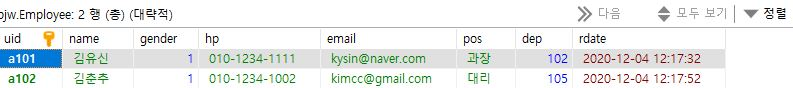 ojw.Employee: 2 행 (총) (대략적) 다음 모두 보기 정렬
uid name gender hp email pos dep rdate
a101 김유신 1 010-1234-1111 kysin@naver.com 과장 102 2020-12-04 12:17:32
a102 김춘추 1 010-1234-1002 kimcc@gmail.com 대리 105 2020-12-04 12:17:52